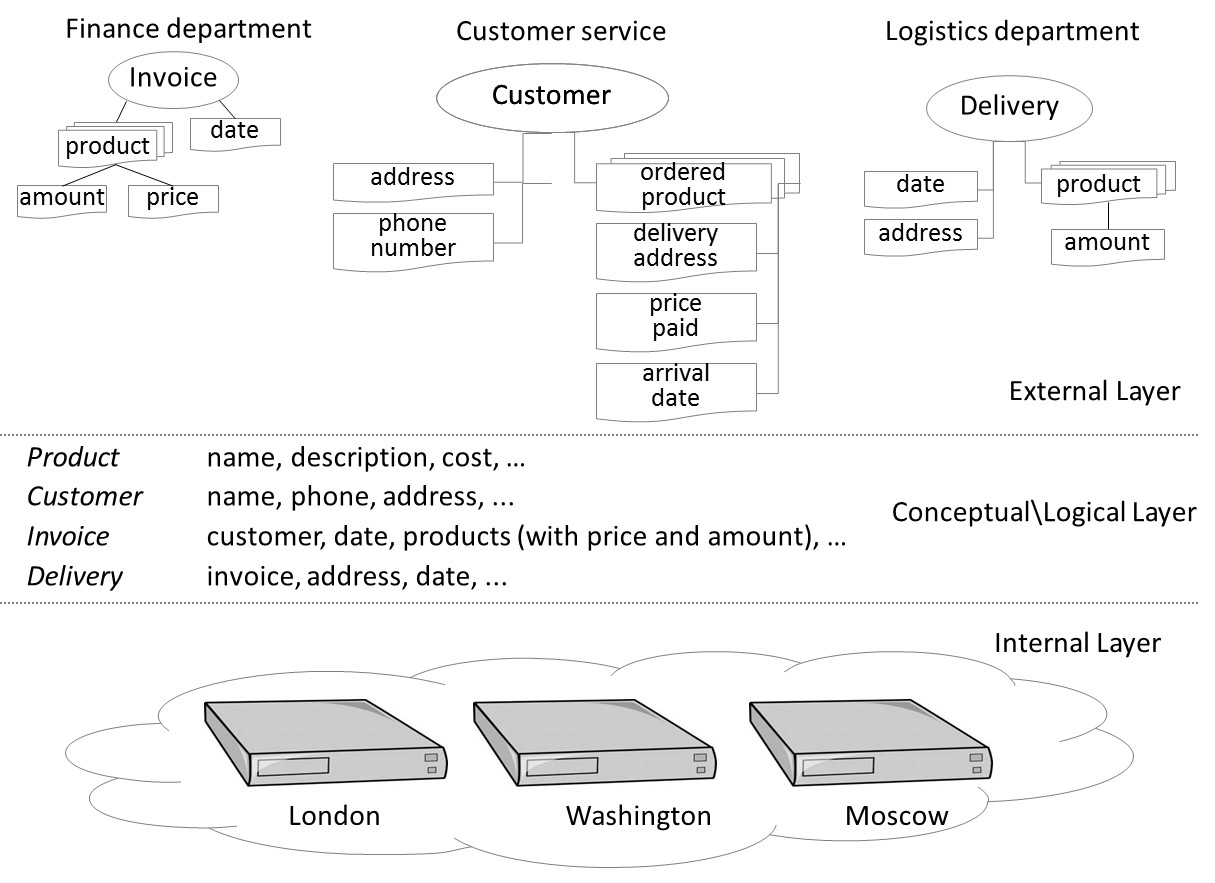 Finance department
Invoice
product
date
amount
price
Customer service
Customer
address
phone
number
ordered
product
delivery
address
price
paid
arrival
date
Logistics department
Delivery
date
address
product
amount
External Layer
Product name, description, cost, ...
Customer name, phone, address, ...
Invoice customer, date, products (with price and amount), ...
Delivery invoice, address, date, ...
Conceptual\Logical Layer
Internal Layer
London
Washington
Moscow